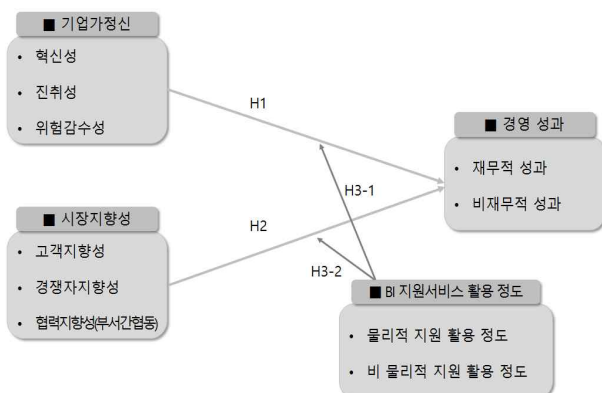 ■ 기업가정신
• 혁신성
• 진취성
• 위험감수성
H1
■ 경영 성과
• 재무적 성과
• 비재무적 성과
H3-1
■ 시장지향성
• 고객지향성
• 경쟁자지향성
• 협력지향성(부서간협동)
H2
H3-2
■ BI 지원서비스 활용 정도
• 물리적 지원 활용 정도
• 비 물리적 지원 활용 정도